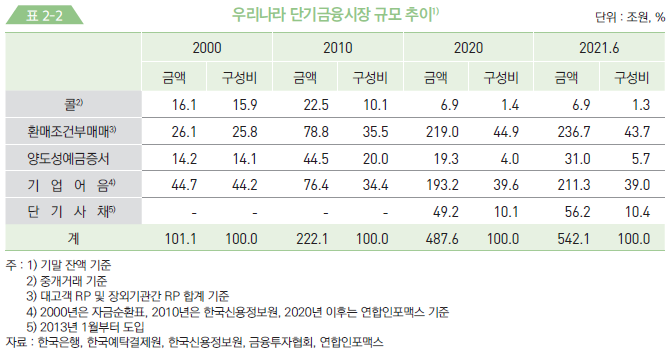 표 2-2
우리나라 단기금융시장 규모 추이1)
단위 : 조원, %
2000 2010 2020 2021.6
금액 구성비 금액 구성비 금액 구성비 금액 구성비
콜2) 16.1 15.9 22.5 10.1 6.9 1.4 6.9 1.3
환매조건부매매3) 26.1 25.8 78.8 35.5 219.0 44.9 236.7 43.7
양도성예금증서 14.2 14.1 44.5 20.0 19.3 4.0 31.0 5.7
기 업 어 음4) 44.7 44.2 76.4 34.4 193.2 39.6 211.3 39.0
단 기 사 채5) - - - - 49.2 10.1 56.2 10.4
계 101.1 100.0 222.1 100.0 487.6 100.0 542.1 100.0
주 : 1) 기말 잔액 기준
2) 중개거래 기준
3) 대고객 RP 및 장외기관간 RP 합계 기준
4) 2000년은 자금순환표, 2010년은 한국신용정보원, 2020년 이후는 연합인포맥스 기준
5) 2013년 1월부터 도입
자료 : 한국은행, 한국예탁결제원, 한국신용정보원, 금융투자협회, 연합인포맥스